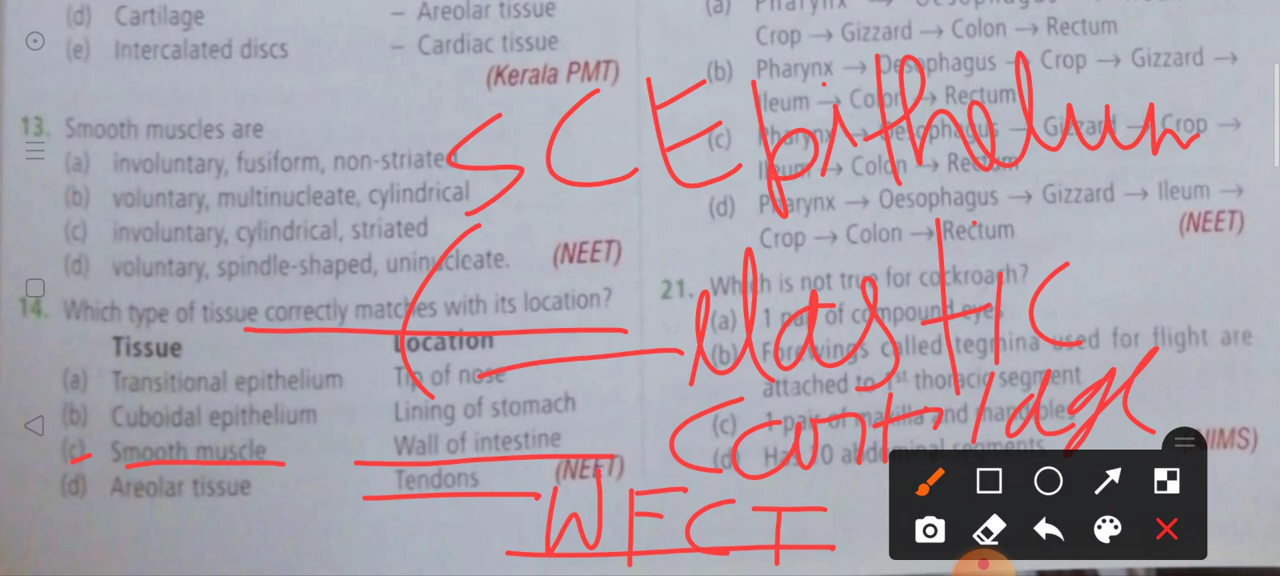 (d) Cartilage – Areolar tissue
(e) Intercalated discs – Cardiac tissue
(Kerala PMT)
13. Smooth muscles are
(a) involuntary, fusiform, non-striated
(b) voluntary, multinucleate, cylindrical
(c) involuntary, cylindrical, striated
(d) voluntary, spindle-shaped, uninucleate. (NEET)
14. Which type of tissue correctly matches with its location?
Tissue Location
(a) Transitional epithelium Tip of nose
(b) Cuboidal epithelium Lining of stomach
(c) Smooth muscle Wall of intestine
(d) Areolar tissue Tendons (NEET)
(a) Pharynx → Oesophagus
Crop → Gizzard → Colon → Rectum
(b) Pharynx → Oesophagus → Crop → Gizzard →
Ileum → Colon → Rectum
(c) Pharynx → Oesophagus → Gizzard → Crop →
Ileum → Colon → Rectum
(d) Pharynx → Oesophagus → Gizzard → Ileum →
Crop → Colon → Rectum (NEET)
21. Which is not true for cockroach?
(a) 1 pair of compound eyes
(b) Forewings called tegmina used for flight are
attached to 1st thoracic segment
(c) 1 pair of maxilla and mandibles
(d) Has 10 abdominal segments
SC Epithelium
WFCT